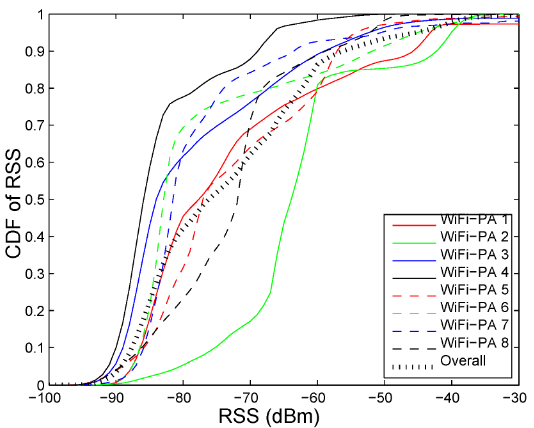 1
0.9
0.8
0.7
0.6
0.5
0.4
0.3
0.2
0.1
0
CDF of RSS
WiFi-PA 1
WiFi-PA 2
WiFi-PA 3
WiFi-PA 4
WiFi-PA 5
WiFi-PA 6
WiFi-PA 7
WiFi-PA 8
Overall
−100 −90 −80 −70 −60 −50 −40 −30
RSS (dBm)